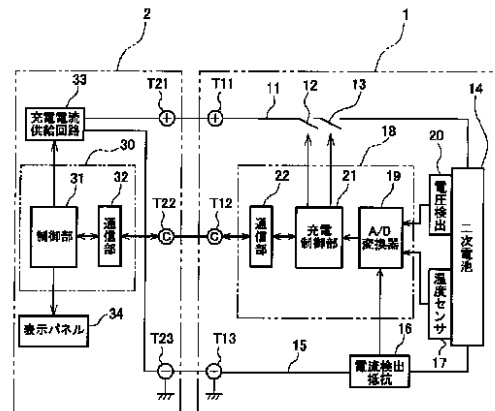 2
1
33
T21
T11
11
12
13
14
充電電流
供給回路
30
18
20
31
32
T22
T12
22
21
19
制御部
通信部
C
C
通信部
充電
制御部
A/D
変換器
電圧検出
二次電池
温度センサ
表示パネル
34
T23
T13
15
16
17
電流検出
抵抗